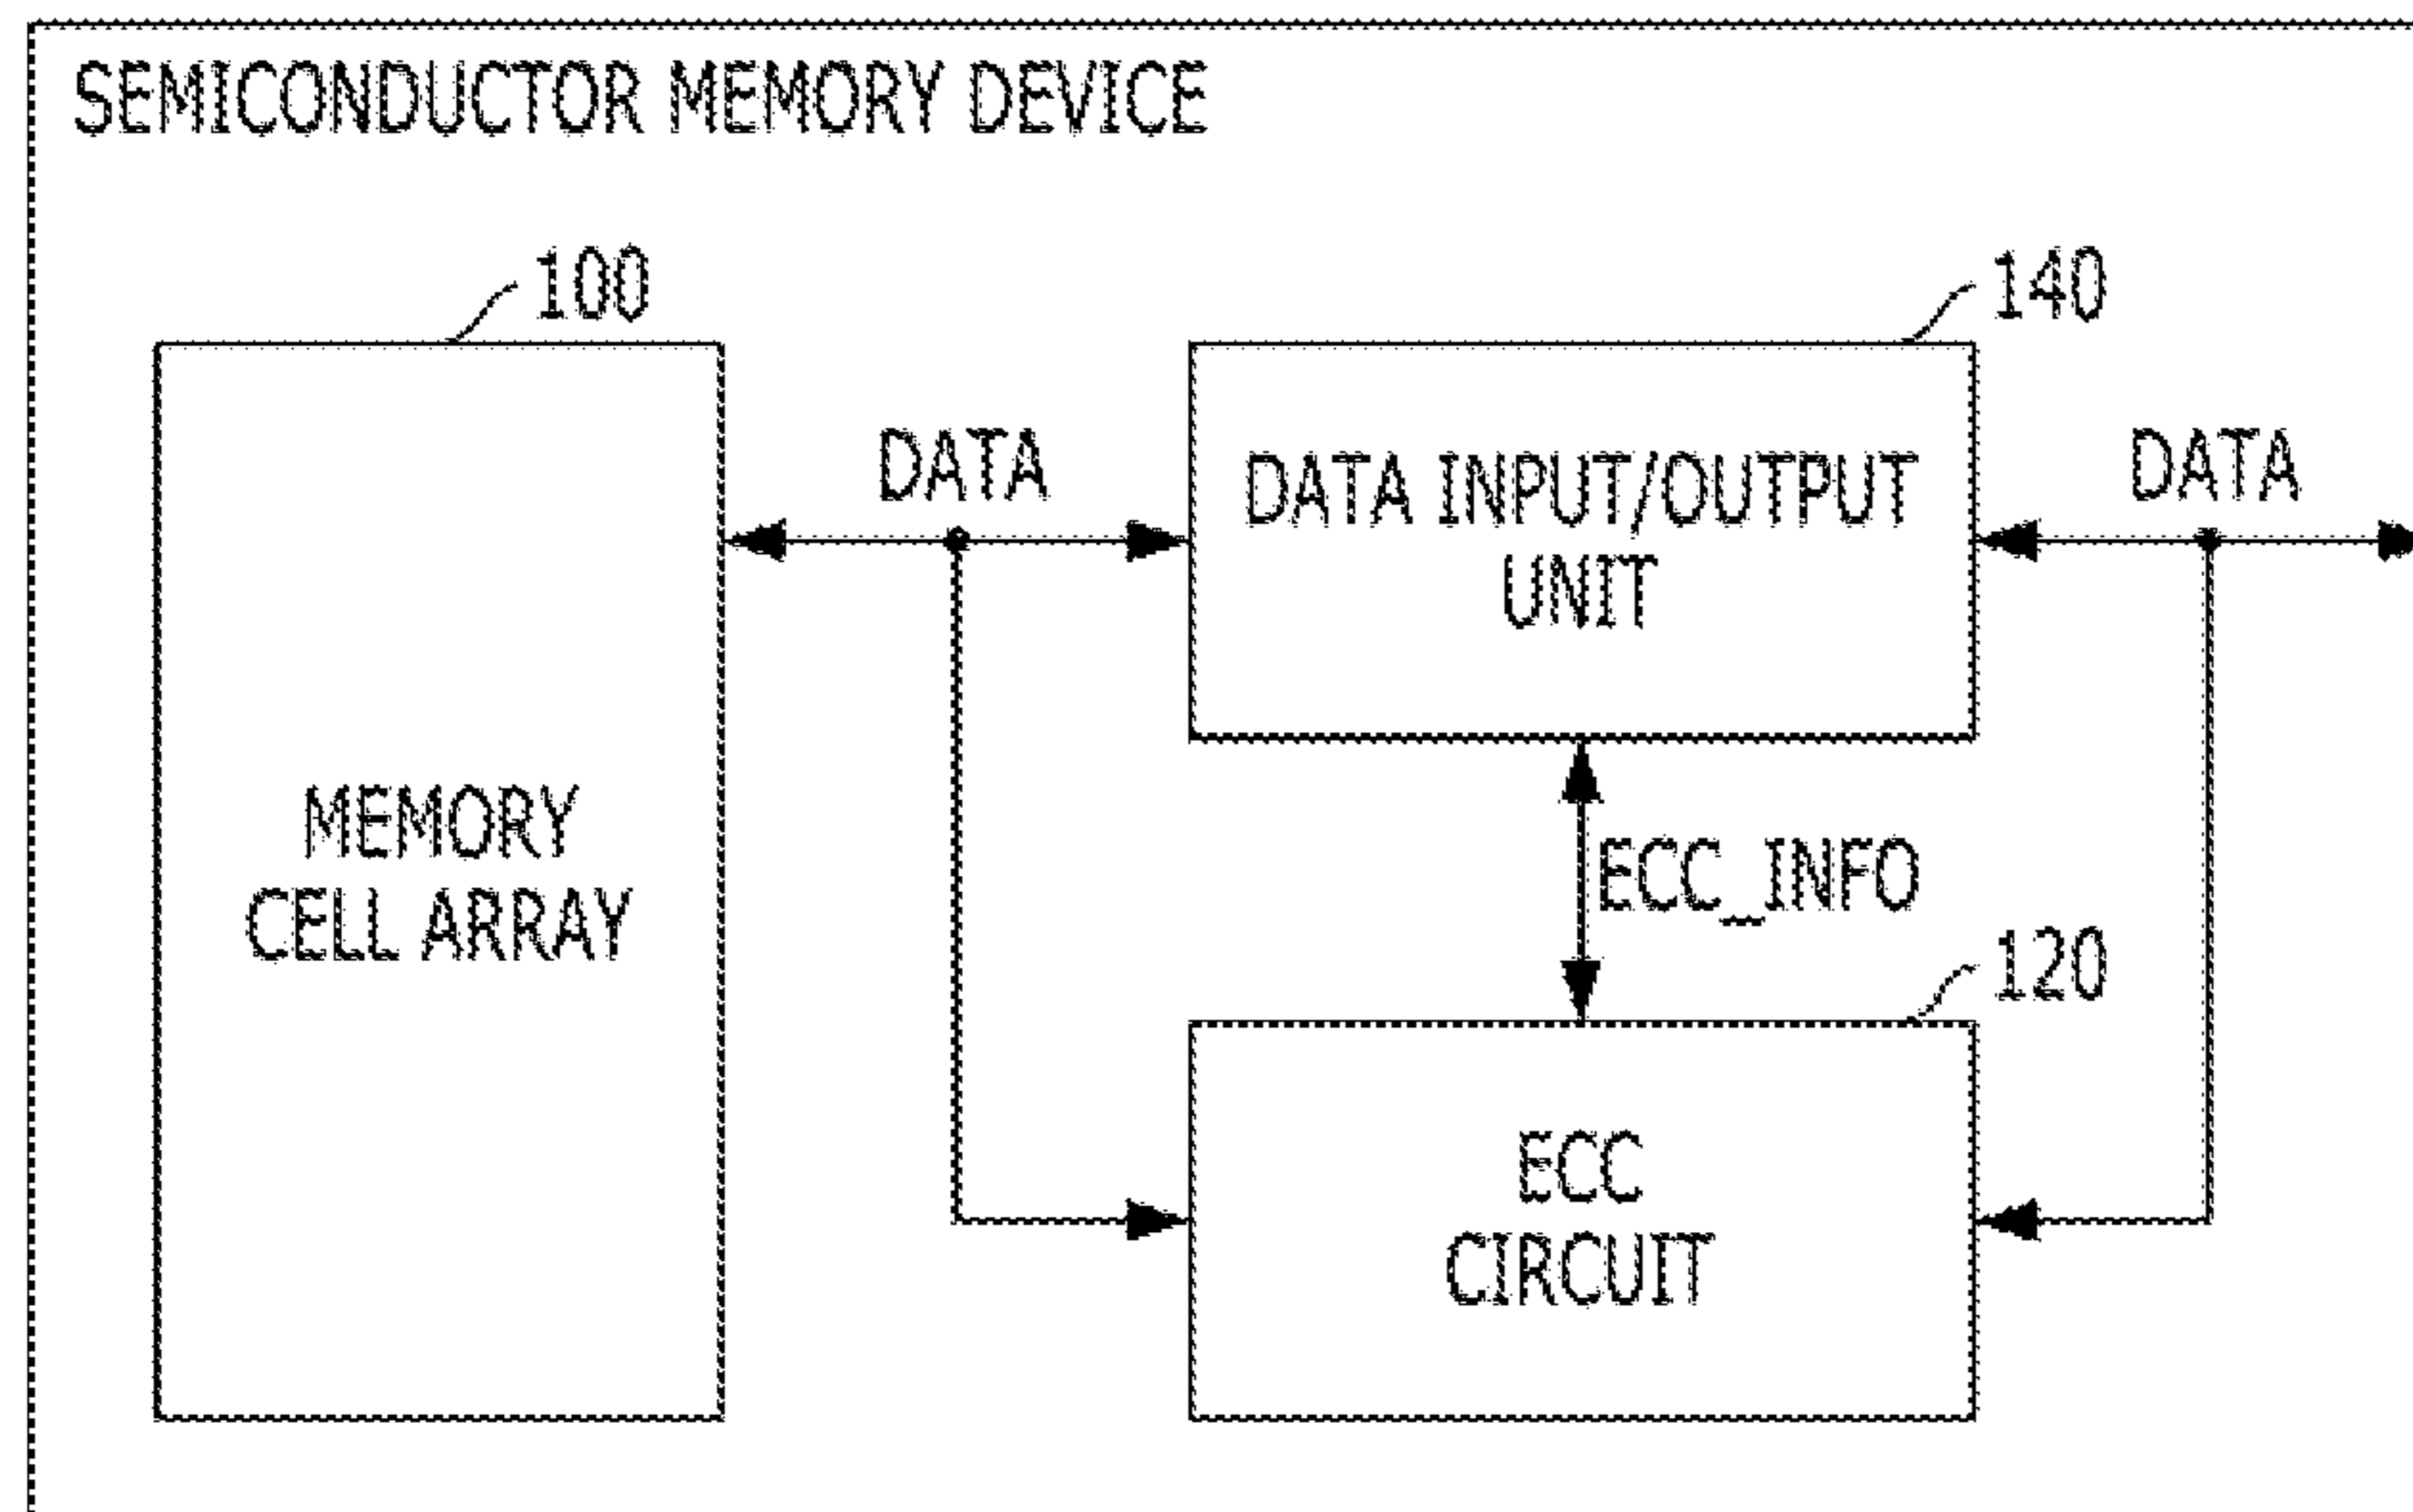 SEMICONDUCTOR MEMORY DEVICE
100
140
DATA
DATA INPUT/OUTPUT
UNIT
DATA
MEMORY
CELL ARRAY
ECC_INFO
120
ECC
CIRCUIT